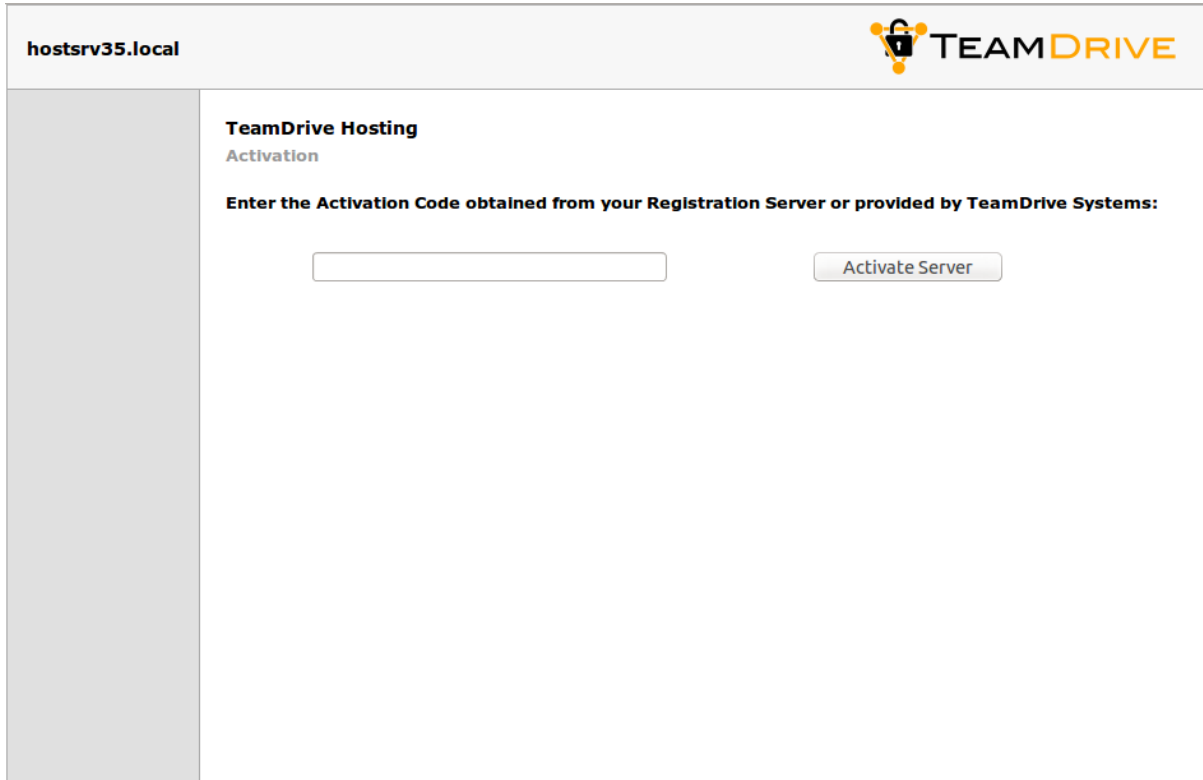 hostsrv35.local
TEAMDRIVE
TeamDrive Hosting
Activation
Enter the Activation Code obtained from your Registration Server or provided by TeamDrive Systems:
Activate Server